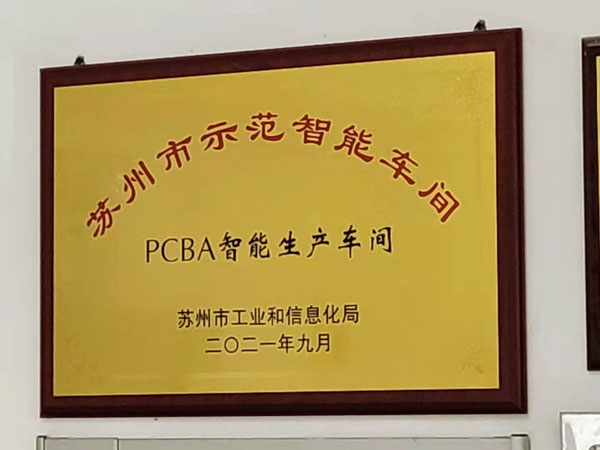 苏州市示范智能车间
PCBA智能生产车间
苏州市工业和信息化局
二〇二一年九月